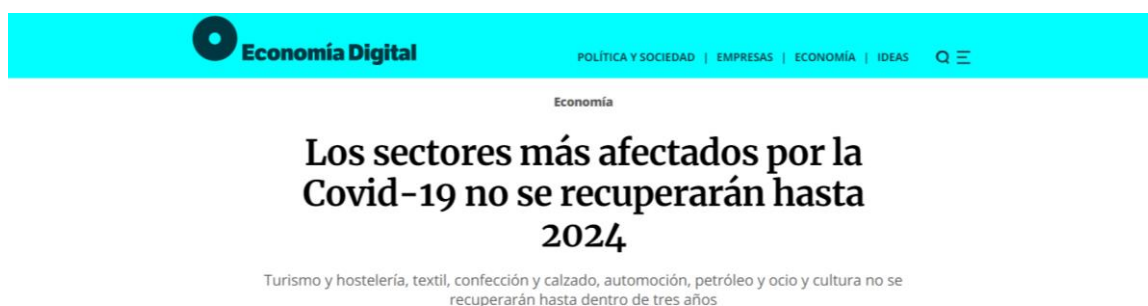 Economía Digital
POLÍTICA Y SOCIEDAD | EMPRESAS | ECONOMÍA | IDEAS
Economía
Los sectores más afectados por la
Covid-19 no se recuperarán hasta
2024
Turismo y hostelería, textil, confección y calzado, automoción, petróleo y ocio y cultura no se
recuperarán hasta dentro de tres años